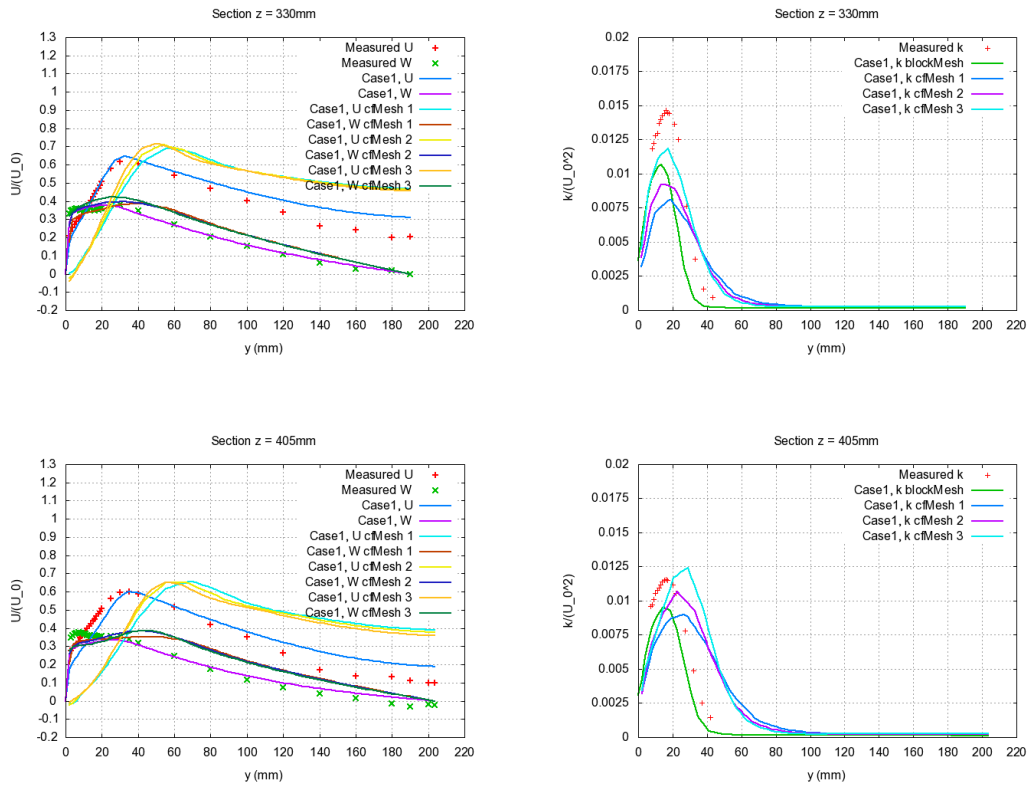 Section z = 330mm
U/(U_0)
1.3
1.2
1.1
1
0.9
0.8
0.7
0.6
0.5
0.4
0.3
0.2
0.1
0
-0.1
-0.2
Measured U
Measured W
Case1, U
Case1, W
Case1, U cfMesh 1
Case1, W cfMesh 1
Case1, U cfMesh 2
Case1, W cfMesh 2
Case1, U cfMesh 3
Case1, W cfMesh 3
0 20 40 60 80 100 120 140 160 180 200 220
y (mm)
Section z = 330mm
k/(U_0^2)
0.02
0.0175
0.015
0.0125
0.01
0.0075
0.005
0.0025
0
Measured k
Case1, k blockMesh
Case1, k cfMesh 1
Case1, k cfMesh 2
Case1, k cfMesh 3
0 20 40 60 80 100 120 140 160 180 200 220
y (mm)
Section z = 405mm
U/(U_0)
1.3
1.2
1.1
1
0.9
0.8
0.7
0.6
0.5
0.4
0.3
0.2
0.1
0
-0.1
-0.2
Measured U
Measured W
Case1, U
Case1, W
Case1, U cfMesh 1
Case1, W cfMesh 1
Case1, U cfMesh 2
Case1, W cfMesh 2
Case1, U cfMesh 3
Case1, W cfMesh 3
0 20 40 60 80 100 120 140 160 180 200 220
y (mm)
Section z = 405mm
k/(U_0^2)
0.02
0.0175
0.015
0.0125
0.01
0.0075
0.005
0.0025
0
Measured k
Case1, k blockMesh
Case1, k cfMesh 1
Case1, k cfMesh 2
Case1, k cfMesh 3
0 20 40 60 80 100 120 140 160 180 200 220
y (mm)